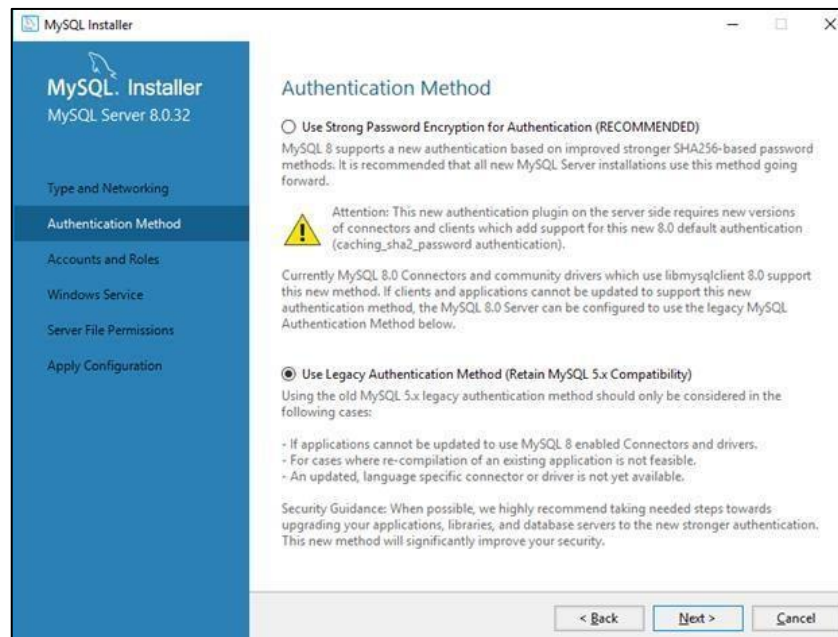 MySQL Installer
MySQL. Installer
MySQL Server 8.0.32
Type and Networking
Authentication Method
Accounts and Roles
Windows Service
Server File Permissions
Apply Configuration
Authentication Method
Use Strong Password Encryption for Authentication (RECOMMENDED)
MySQL 8 supports a new authentication based on improved stronger SHA256-based password
methods. It is recommended that all new MySQL Server installations use this method going
forward.
Attention: This new authentication plugin on the server side requires new versions
of connectors and clients which add support for this new 8.0 default authentication
(caching_sha2_password authentication).
Currently MySQL 8.0 Connectors and community drivers which use libmysqlclient 8.0 support
this new method. If clients and applications cannot be updated to support this new
authentication method, the MySQL 8.0 Server can be configured to use the legacy MySQL
Authentication Method below.
Use Legacy Authentication Method (Retain MySQL 5.x Compatibility)
Using the old MySQL 5.x legacy authentication method should only be considered in the
following cases:
- If applications cannot be updated to use MySQL 8 enabled Connectors and drivers.
- For cases where re-compilation of an existing application is not feasible.
- An updated, language specific connector or driver is not yet available.
Security Guidance: When possible, we highly recommend taking needed steps towards
upgrading your applications, libraries, and database servers to the new stronger authentication.
This new method will significantly improve your security.
< Back
Next >
Cancel